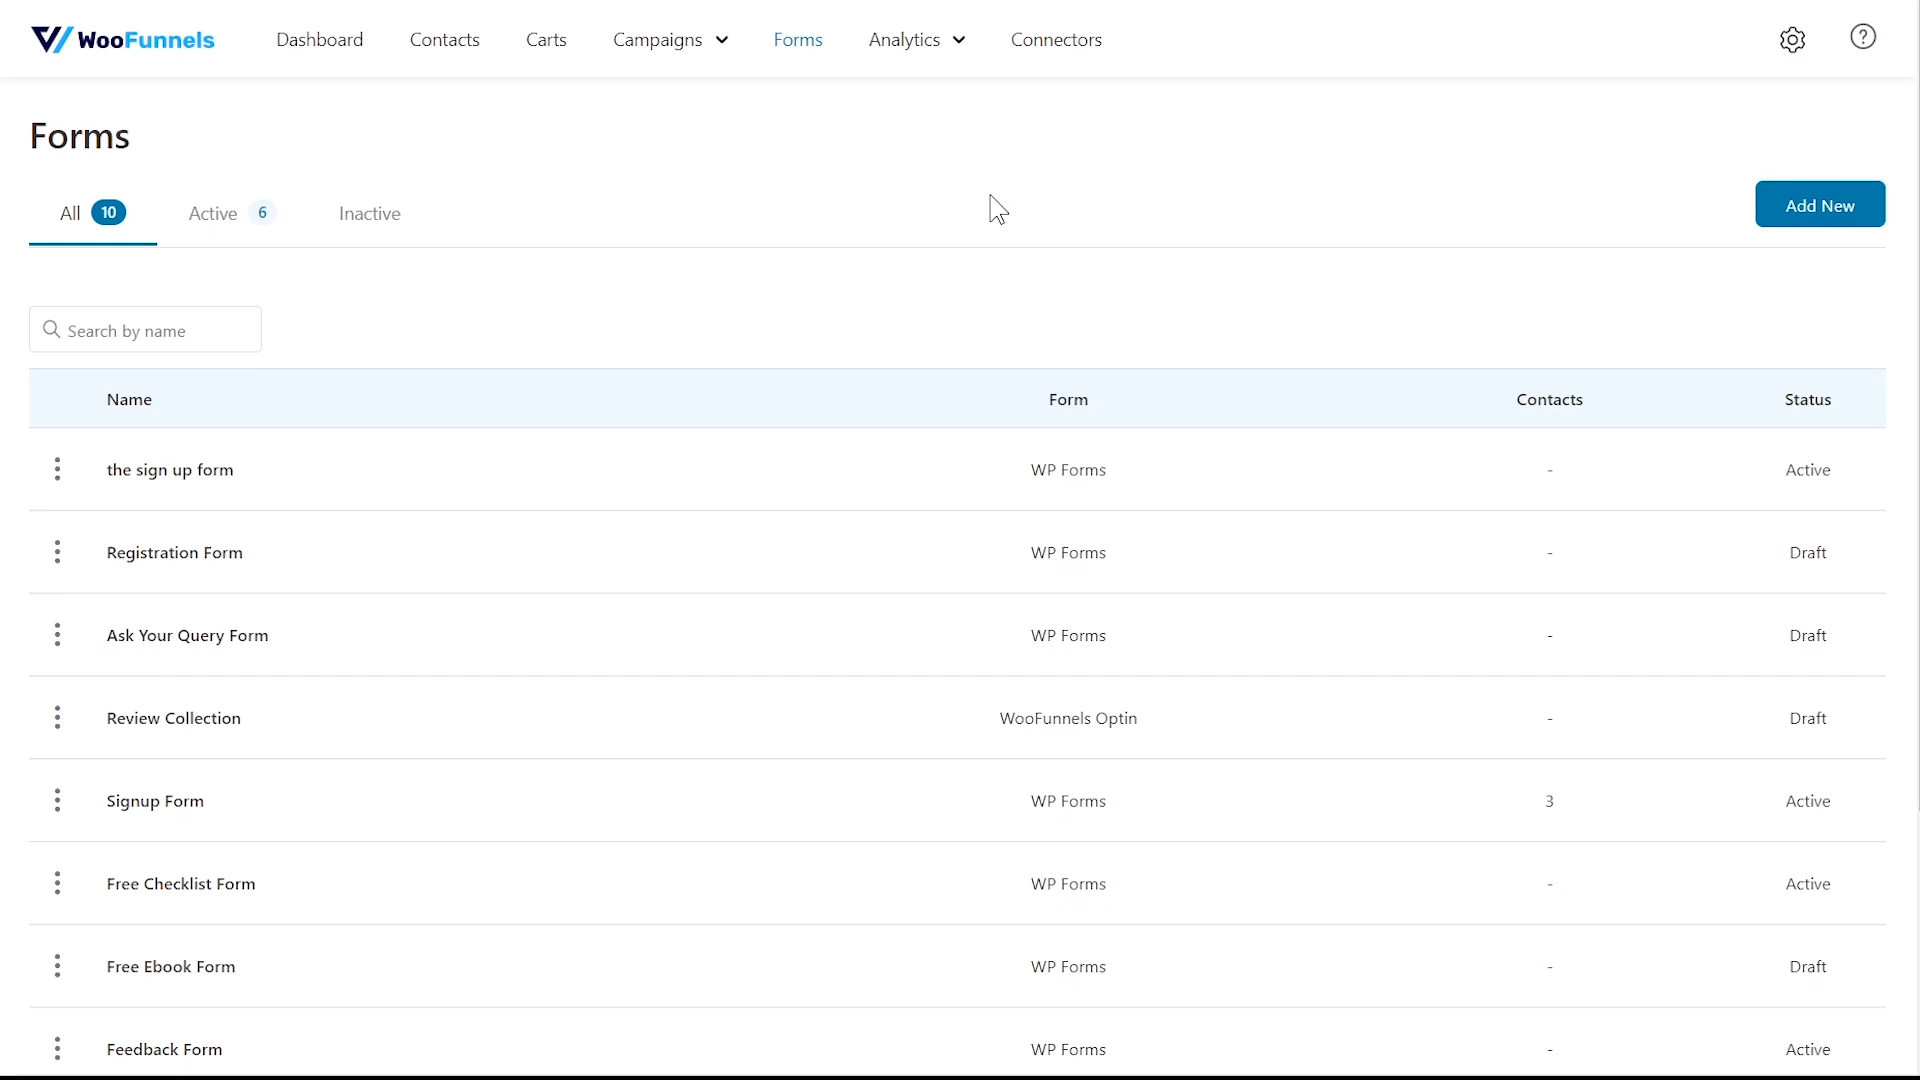 WooFunnels Dashboard Contacts Carts Campaigns Forms Analytics Connectors
Forms
All 10 Active 6 Inactive
Add New
Search by name
Name Form Contacts Status
the sign up form WP Forms - Active
Registration Form WP Forms - Draft
Ask Your Query Form WP Forms - Draft
Review Collection WooFunnels Optin - Draft
Signup Form WP Forms 3 Active
Free Checklist Form WP Forms - Active
Free Ebook Form WP Forms - Draft
Feedback Form WP Forms - Active